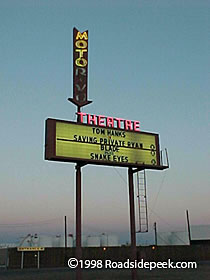 MOTORVU
THEATRE
TOM HANKS
SAVING PRIVATE RYAN
BLADE
SNAKE EYES
©1998 Roadsidepeek.com